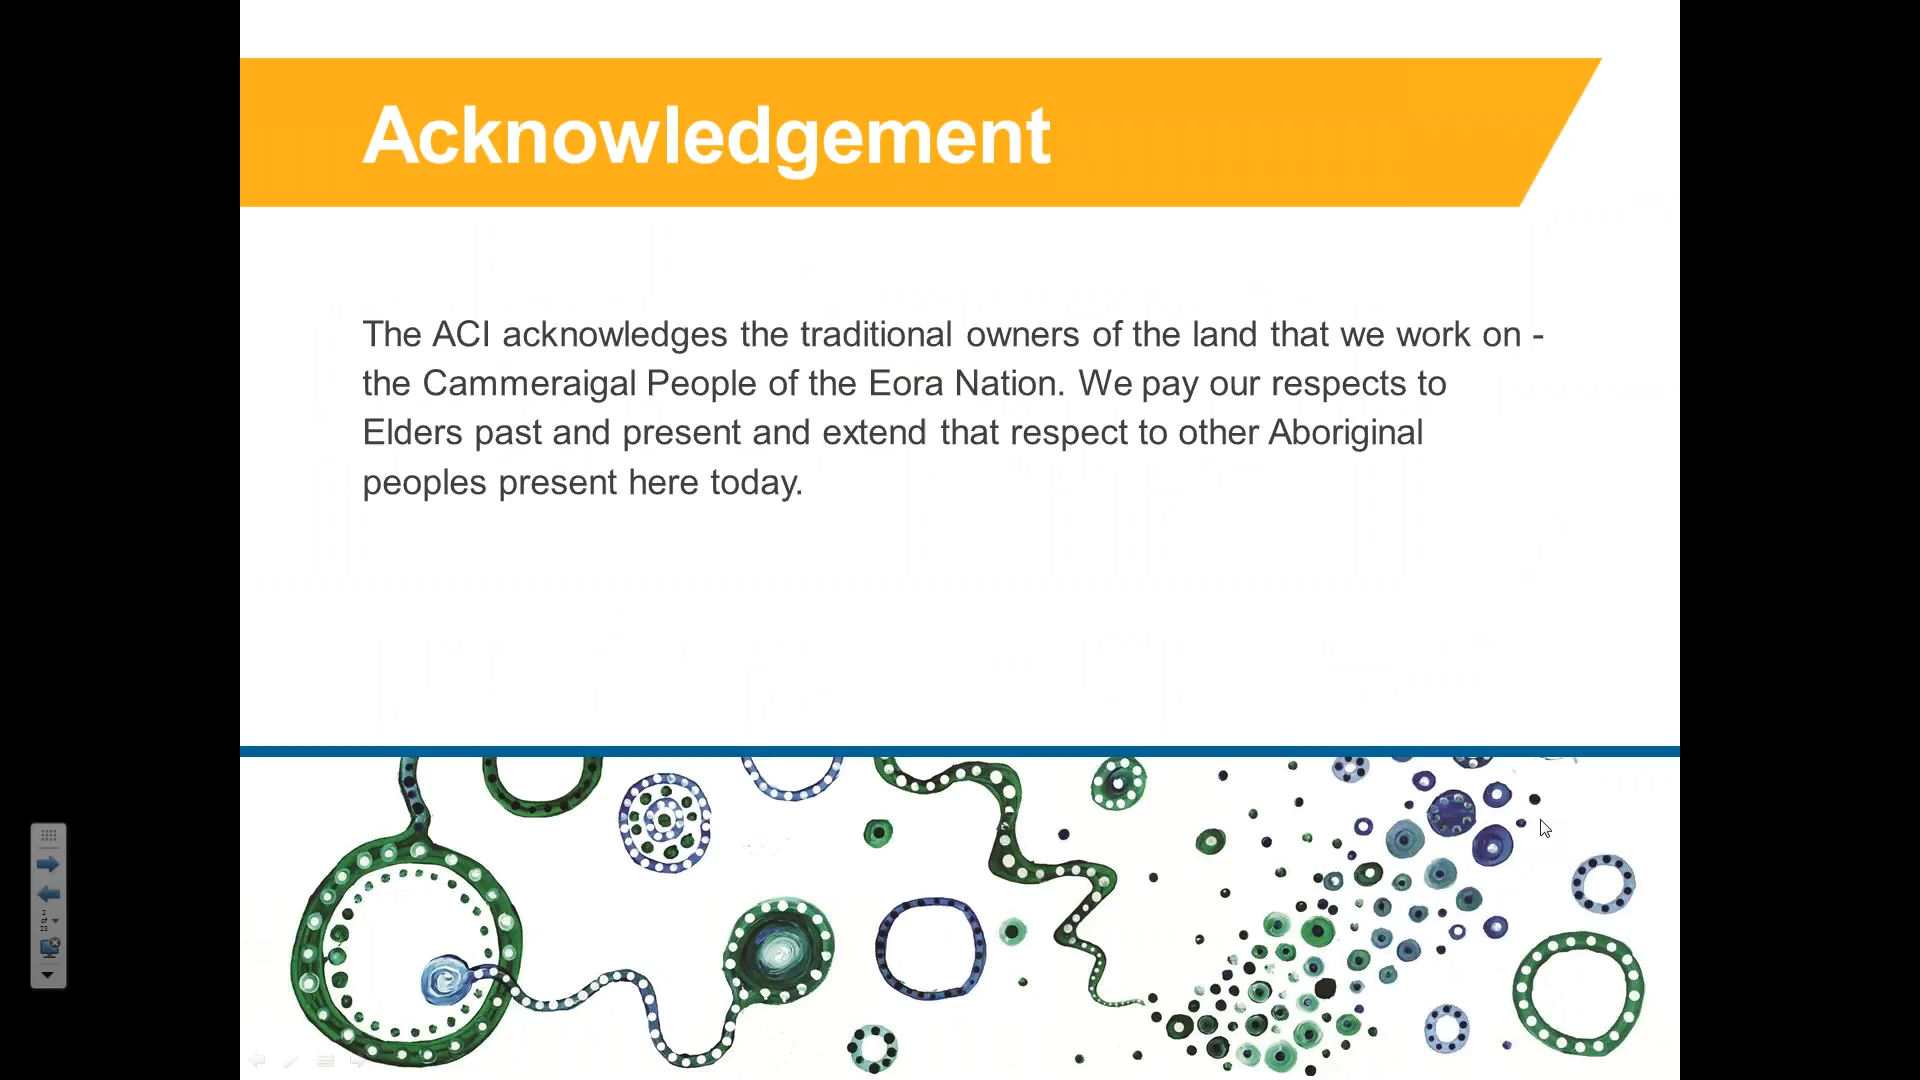 Acknowledgement
The ACI acknowledges the traditional owners of the land that we work on -
the Cammeraigal People of the Eora Nation. We pay our respects to
Elders past and present and extend that respect to other Aboriginal
peoples present here today.